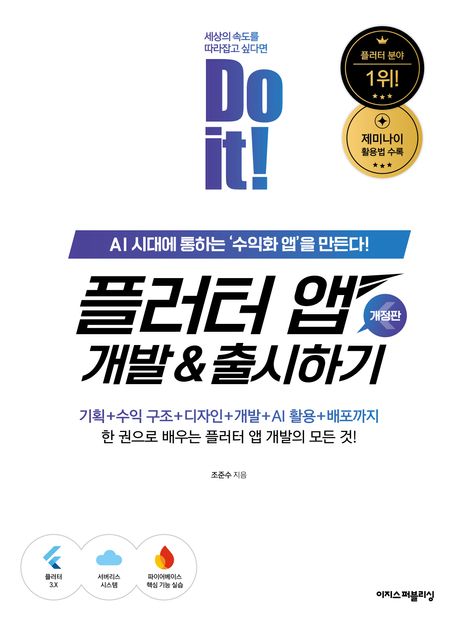 세상의 속도를
따라잡고 싶다면
Do
it!
플러터 분야
1위!
제미나이
활용법 수록
AI 시대에 통하는 '수익화 앱'을 만든다!
플러터 앱
개정판
개발 & 출시하기
기획+수익 구조+디자인+개발+AI 활용+배포까지
한 권으로 배우는 플러터 앱 개발의 모든 것!
조준수 지음
플러터
3.X
서버리스
시스템
파이어베이스
핵심 기능 실습
이지스 퍼블리싱